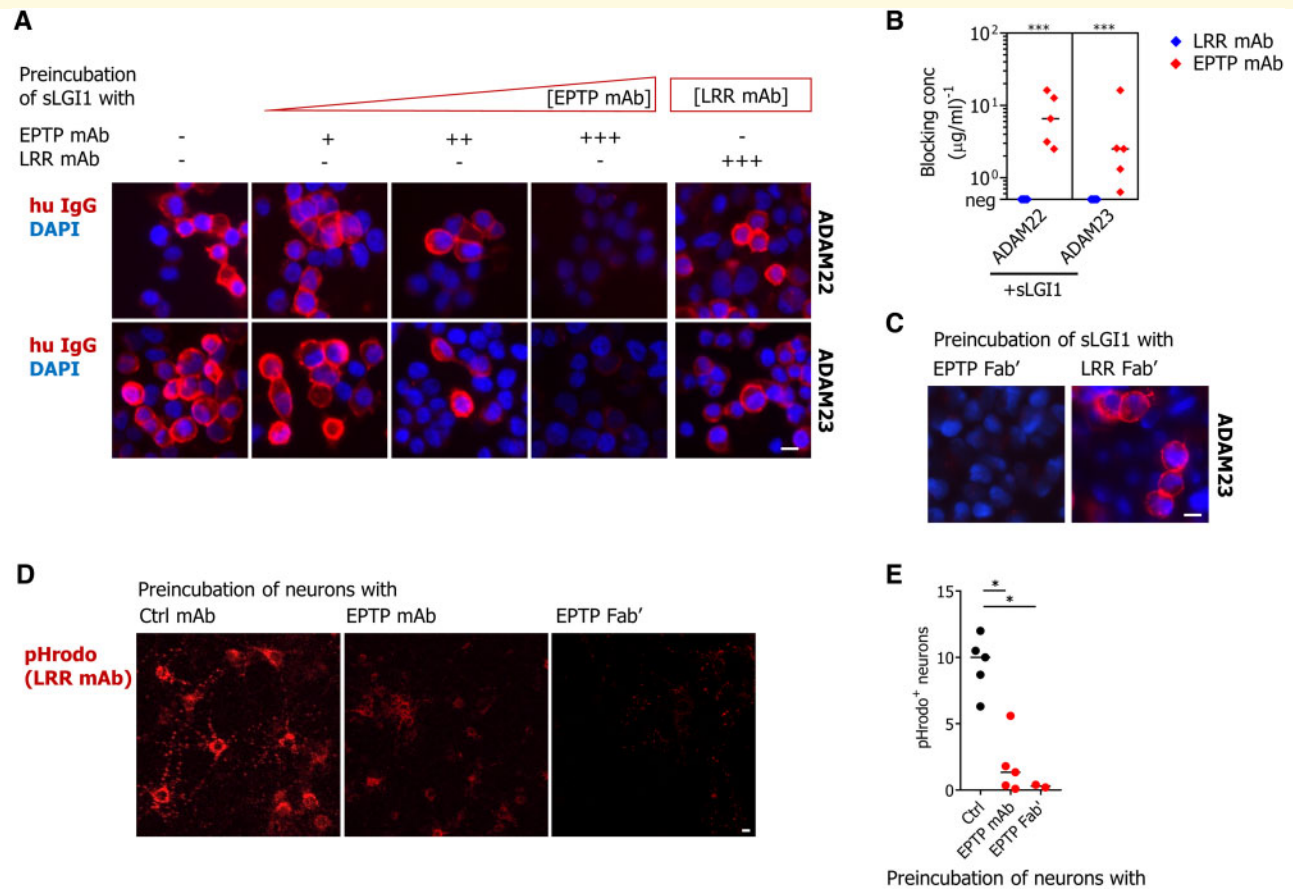 A
Preincubation
of sLGI1 with
[EPTP mAb]
[LRR mAb]
EPTP mAb - + ++ +++ -
LRR mAb - - - - +++
hu IgG
DAPI
ADAM22
hu IgG
DAPI
ADAM23
B
*** ***
Blocking conc
(μg/ml)⁻¹
10²
10¹
10⁰
neg
ADAM22
ADAM23
+sLGI1
LRR mAb
EPTP mAb
C
Preincubation of sLGI1 with
EPTP Fab' LRR Fab'
ADAM23
D
Preincubation of neurons with
Ctrl mAb EPTP mAb EPTP Fab'
pHrodo
(LRR mAb)
E
*
*
pHrodo⁺ neurons
15
10
5
0
Ctrl
EPTP mAb
EPTP Fab'
Preincubation of neurons with